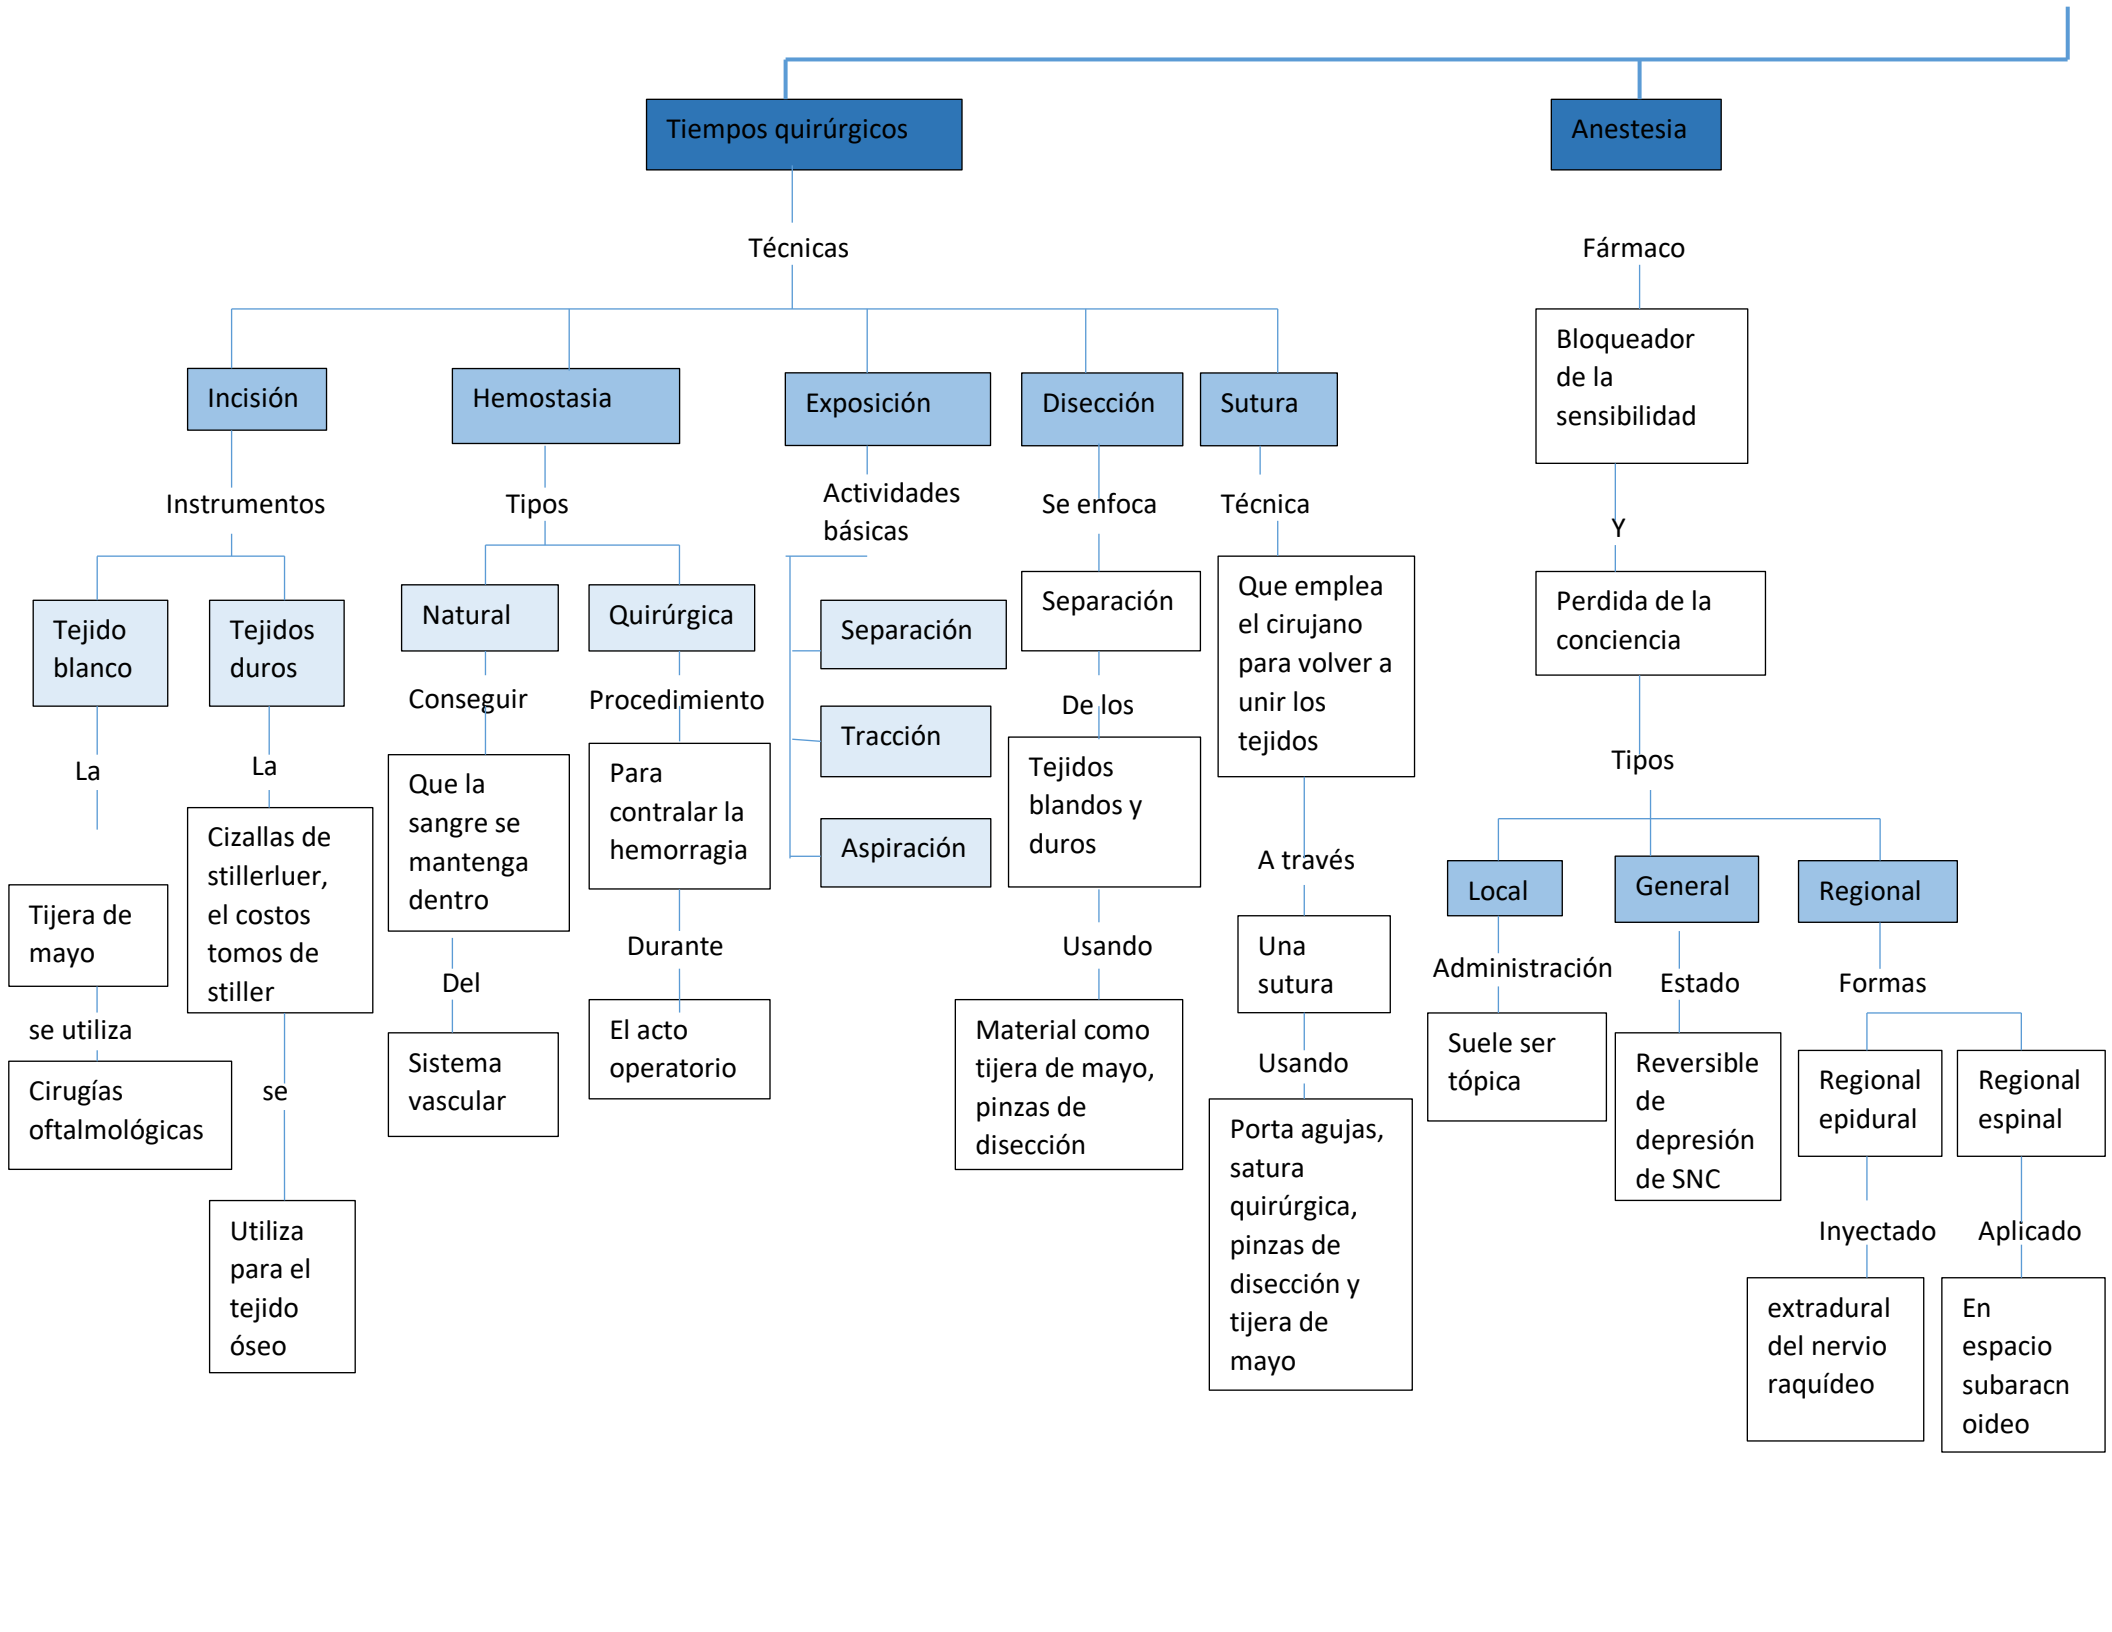 Tiempos quirúrgicos
Anestesia
Técnicas
Fármaco
Incisión
Hemostasia
Exposición
Disección
Sutura
Bloqueador
de la
sensibilidad
Instrumentos
Tipos
Actividades
básicas
Se enfoca
Técnica
Y
Tejido
blanco
Tejidos
duros
Natural
Quirúrgica
Separación
Tracción
Aspiración
Separación
Que emplea
el cirujano
para volver a
unir los
tejidos
Perdida de la
conciencia
La
La
Conseguir
Procedimiento
De los
Tipos
Tijera de
mayo
Cizallas de
stillerluer,
el costos
tomos de
stiller
Que la
sangre se
mantenga
dentro
Para
contralar la
hemorragia
Tejidos
blandos y
duros
A través
Local
General
Regional
se utiliza
Del
Durante
Usando
Una
sutura
Administración
Estado
Formas
Cirugías
oftalmológicas
se
Sistema
vascular
El acto
operatorio
Material como
tijera de mayo,
pinzas de
disección
Usando
Suele ser
tópica
Reversible
de
depresión
de SNC
Regional
epidural
Regional
espinal
Utiliza
para el
tejido
óseo
Porta agujas,
satura
quirúrgica,
pinzas de
disección y
tijera de
mayo
Inyectado
Aplicado
extradural
del nervio
raquídeo
En
espacio
subaracn
oideo